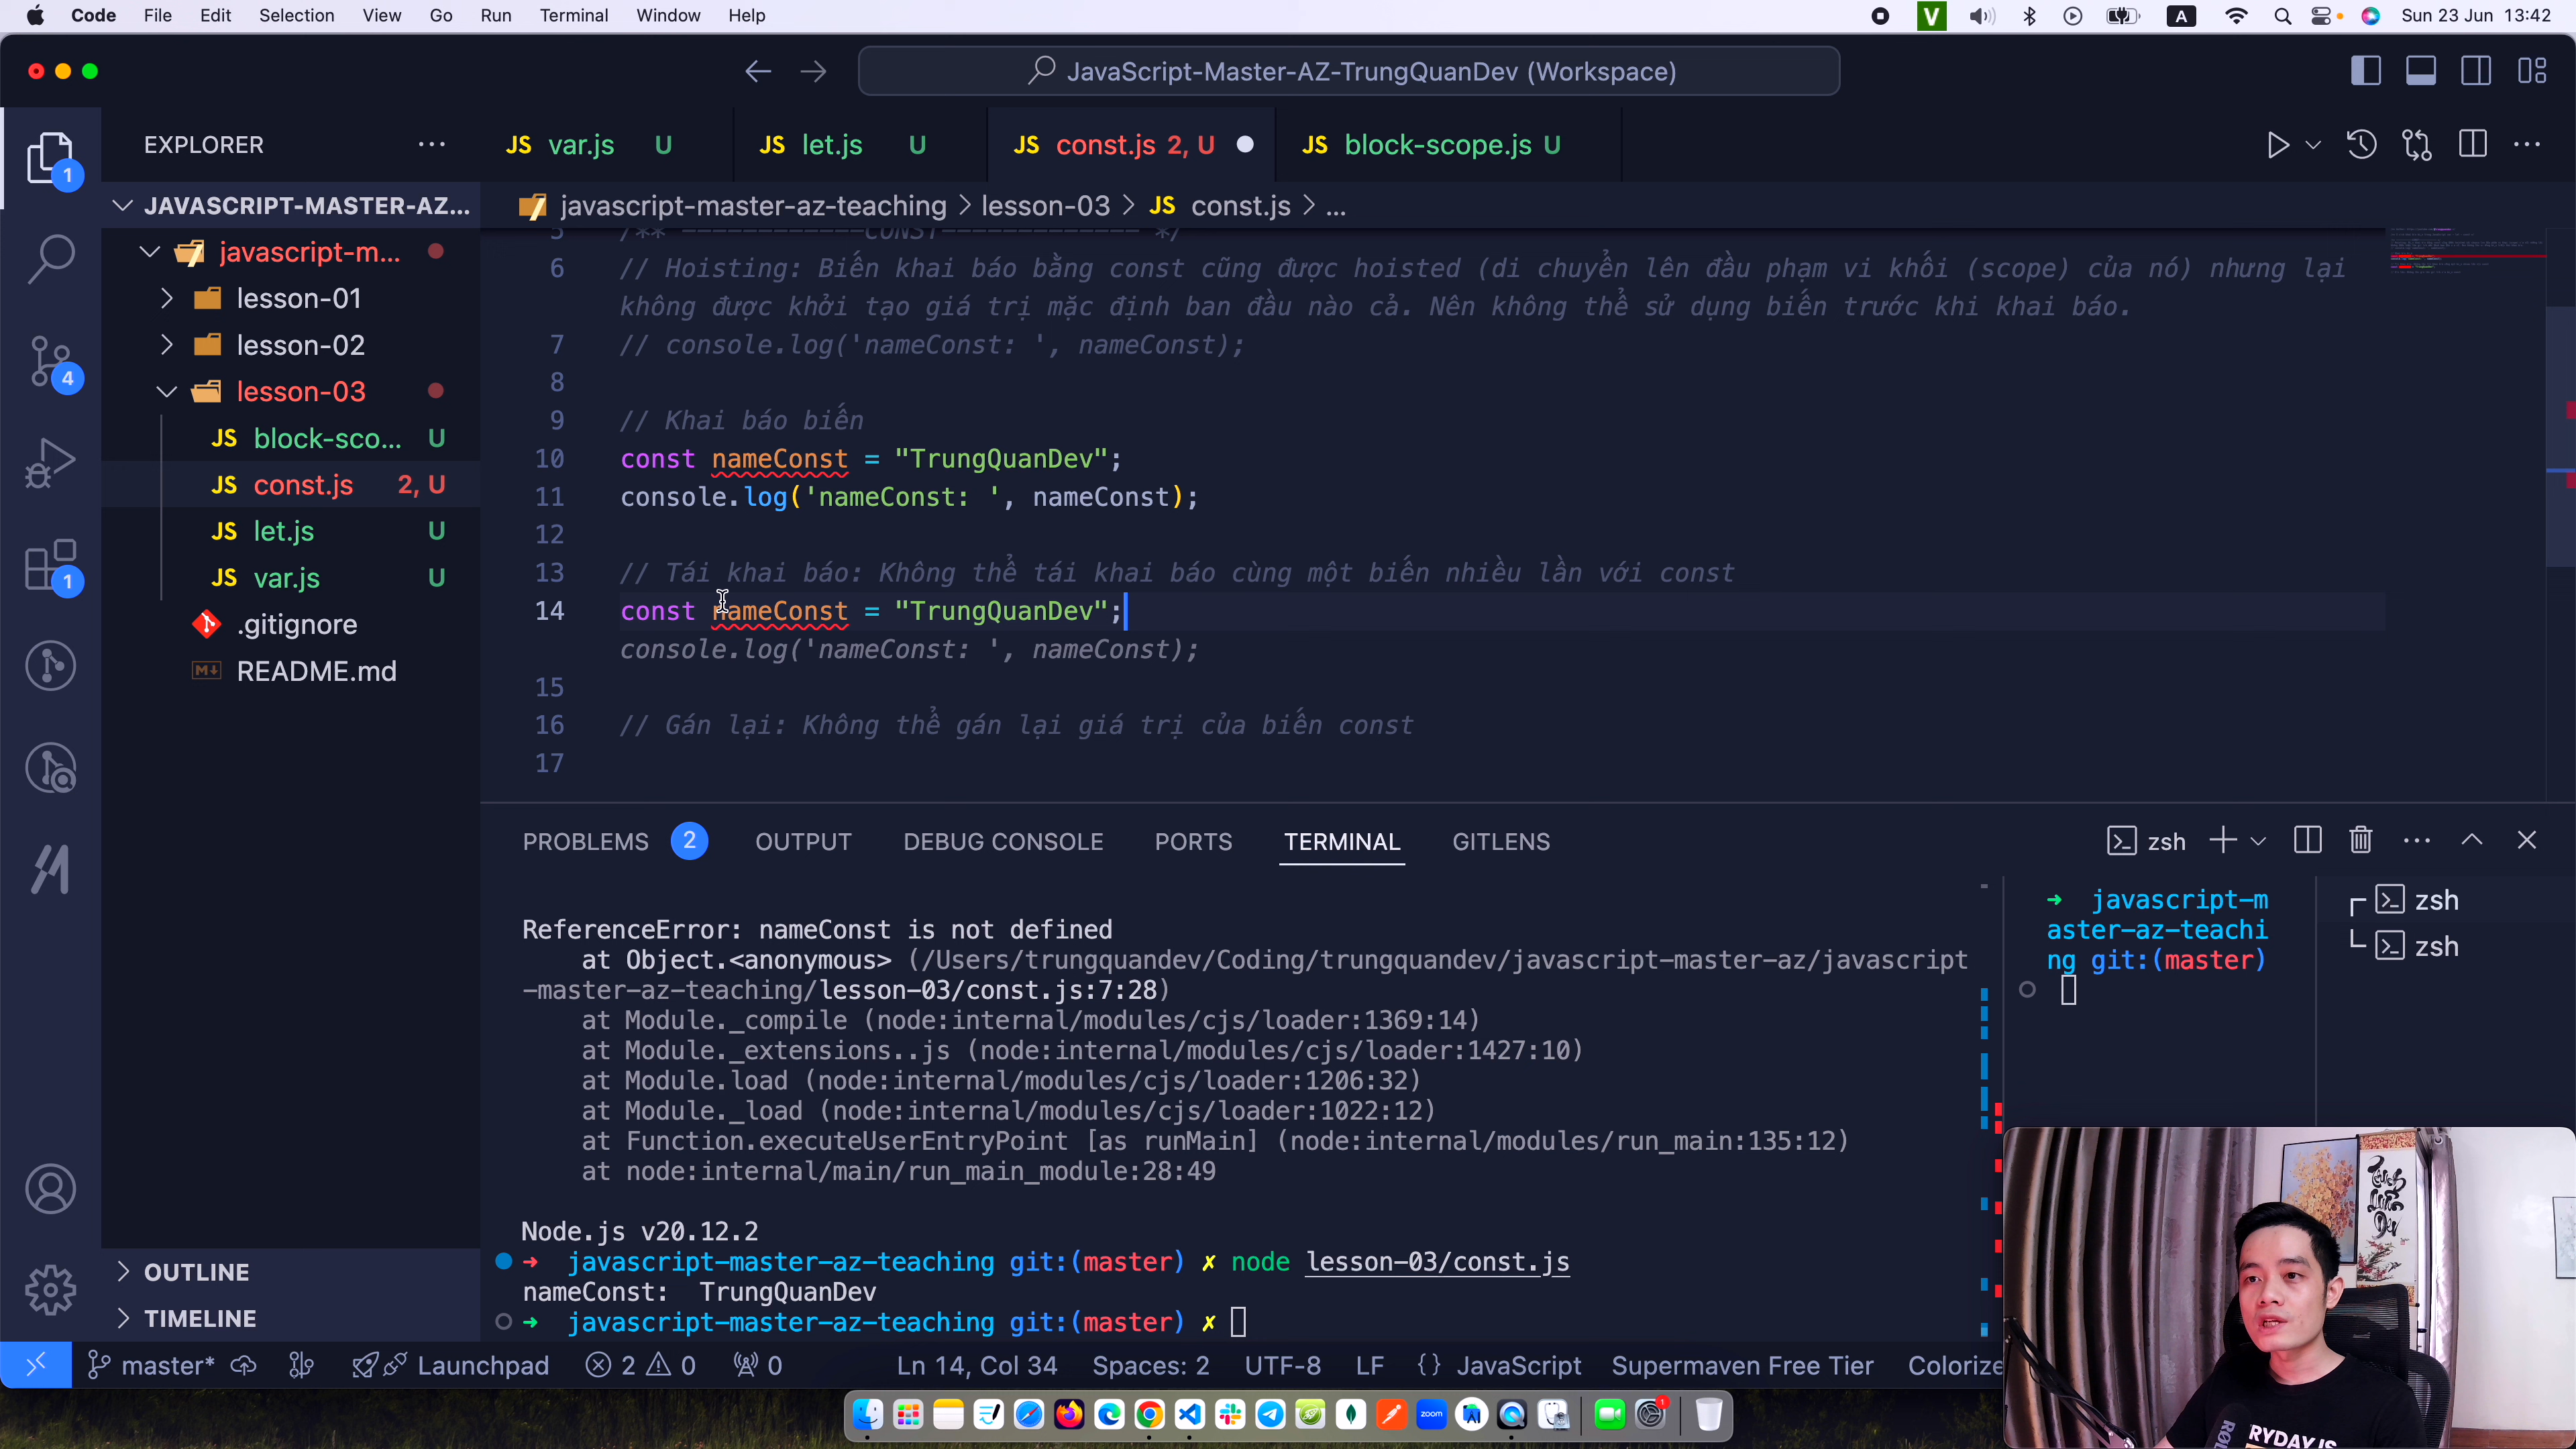 Code File Edit Selection View Go Run Terminal Window Help
V A Sun 23 Jun 13:42
JavaScript-Master-AZ-TrungQuanDev (Workspace)
EXPLORER ···
JS var.js U JS let.js U JS const.js 2, U JS block-scope.js U
JAVASCRIPT-MASTER-AZ...
javascript-master-az-teaching > lesson-03 > JS const.js > ...
javascript-m...
lesson-01
lesson-02
lesson-03
JS block-sco... U
JS const.js 2, U
JS let.js U
JS var.js U
.gitignore
README.md
OUTLINE
TIMELINE
1
4
1
5 /** ------------CONST------------- */
6 // Hoisting: Biến khai báo bằng const cũng được hoisted (di chuyển lên đầu phạm vi khối (scope) của nó) nhưng lại
không được khởi tạo giá trị mặc định ban đầu nào cả. Nên không thể sử dụng biến trước khi khai báo.
7 // console.log('nameConst: ', nameConst);
8
9 // Khai báo biến
10 const nameConst = "TrungQuanDev";
11 console.log('nameConst: ', nameConst);
12
13 // Tái khai báo: Không thể tái khai báo cùng một biến nhiều lần với const
14 const nameConst = "TrungQuanDev";
console.log('nameConst: ', nameConst);
15
16 // Gán lại: Không thể gán lại giá trị của biến const
17
PROBLEMS 2 OUTPUT DEBUG CONSOLE PORTS TERMINAL GITLENS
zsh
ReferenceError: nameConst is not defined
at Object.<anonymous> (/Users/trungquandev/Coding/trungquandev/javascript-master-az/javascript
-master-az-teaching/lesson-03/const.js:7:28)
at Module._compile (node:internal/modules/cjs/loader:1369:14)
at Module._extensions..js (node:internal/modules/cjs/loader:1427:10)
at Module.load (node:internal/modules/cjs/loader:1206:32)
at Module._load (node:internal/modules/cjs/loader:1022:12)
at Function.executeUserEntryPoint [as runMain] (node:internal/modules/run_main:135:12)
at node:internal/main/run_main_module:28:49
Node.js v20.12.2
➜ javascript-master-az-teaching git:(master) ✗ node lesson-03/const.js
nameConst:  TrungQuanDev
➜ javascript-master-az-teaching git:(master) ✗
➜ javascript-m
aster-az-teachi
ng git:(master)
zsh
zsh
master* Launchpad 2 0 0 Ln 14, Col 34 Spaces: 2 UTF-8 LF {} JavaScript Supermaven Free Tier Colorize
zoom
1
RYDAYJS